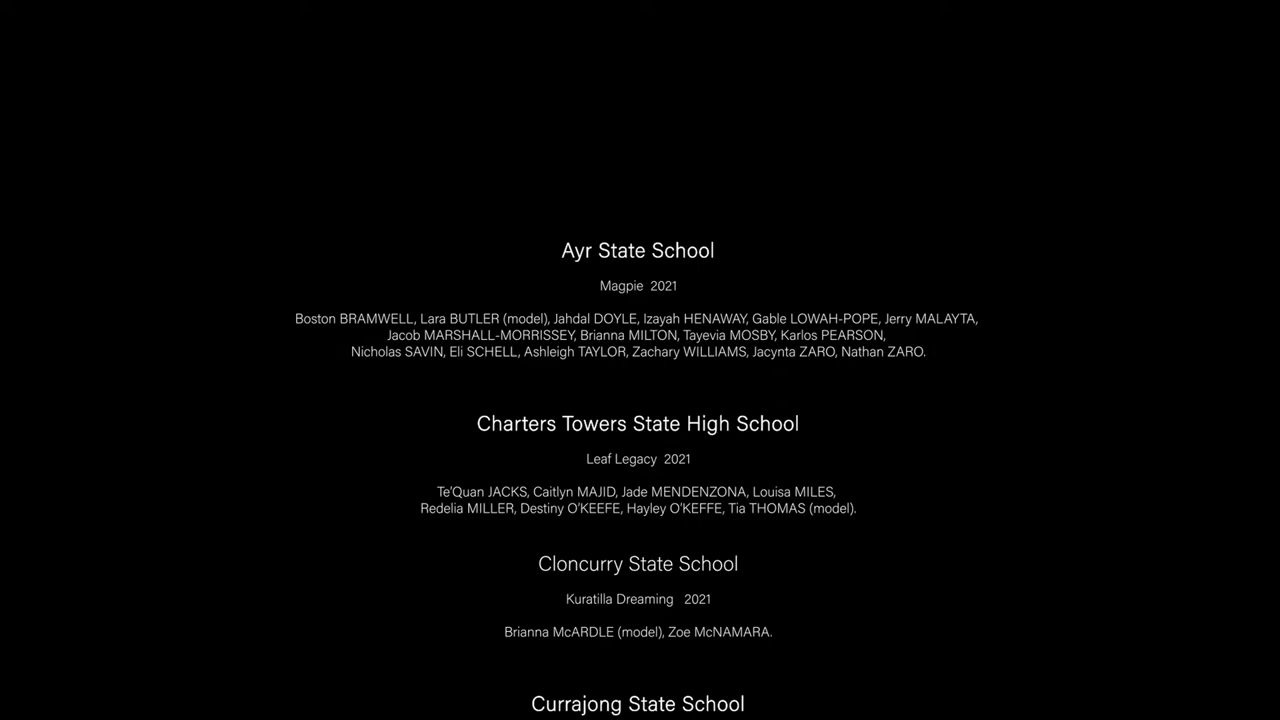 Ayr State School
Magpie 2021
Boston BRAMWELL, Lara BUTLER (model), Jahdal DOYLE, Izayah HENAWAY, Gable LOWAH-POPE, Jerry MALAYTA,
Jacob MARSHALL-MORRISSEY, Brianna MILTON, Tayevia MOSBY, Karlos PEARSON,
Nicholas SAVIN, Eli SCHELL, Ashleigh TAYLOR, Zachary WILLIAMS, Jacynta ZARO, Nathan ZARO.
Charters Towers State High School
Leaf Legacy 2021
Te'Quan JACKS, Caitlyn MAJID, Jade MENDENZONA, Louisa MILES,
Redelia MILLER, Destiny O'KEEFE, Hayley O'KEFFE, Tia THOMAS (model).
Cloncurry State School
Kuratilla Dreaming 2021
Brianna McARDLE (model), Zoe McNAMARA.
Currajong State School